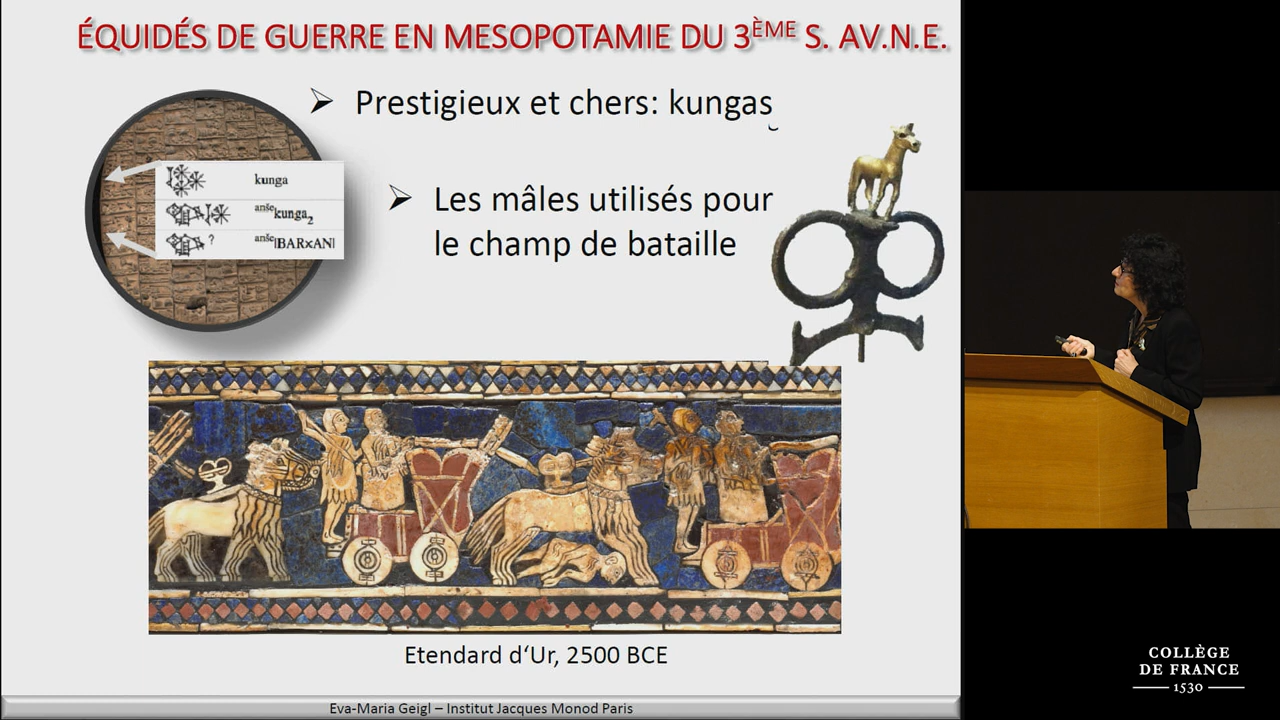 ÉQUIDÉS DE GUERRE EN MESOPOTAMIE DU 3ÈME S. AV.N.E.
Prestigieux et chers: kungas
kunga
anšekunga2
? anše|BAR×AN|
Les mâles utilisés pour
le champ de bataille
Etendard d‘Ur, 2500 BCE
Eva-Maria Geigl – Institut Jacques Monod Paris
COLLÈGE
DE FRANCE
1530